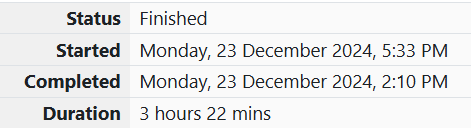 Status Finished
Started Monday, 23 December 2024, 5:33 PM
Completed Monday, 23 December 2024, 2:10 PM
Duration 3 hours 22 mins